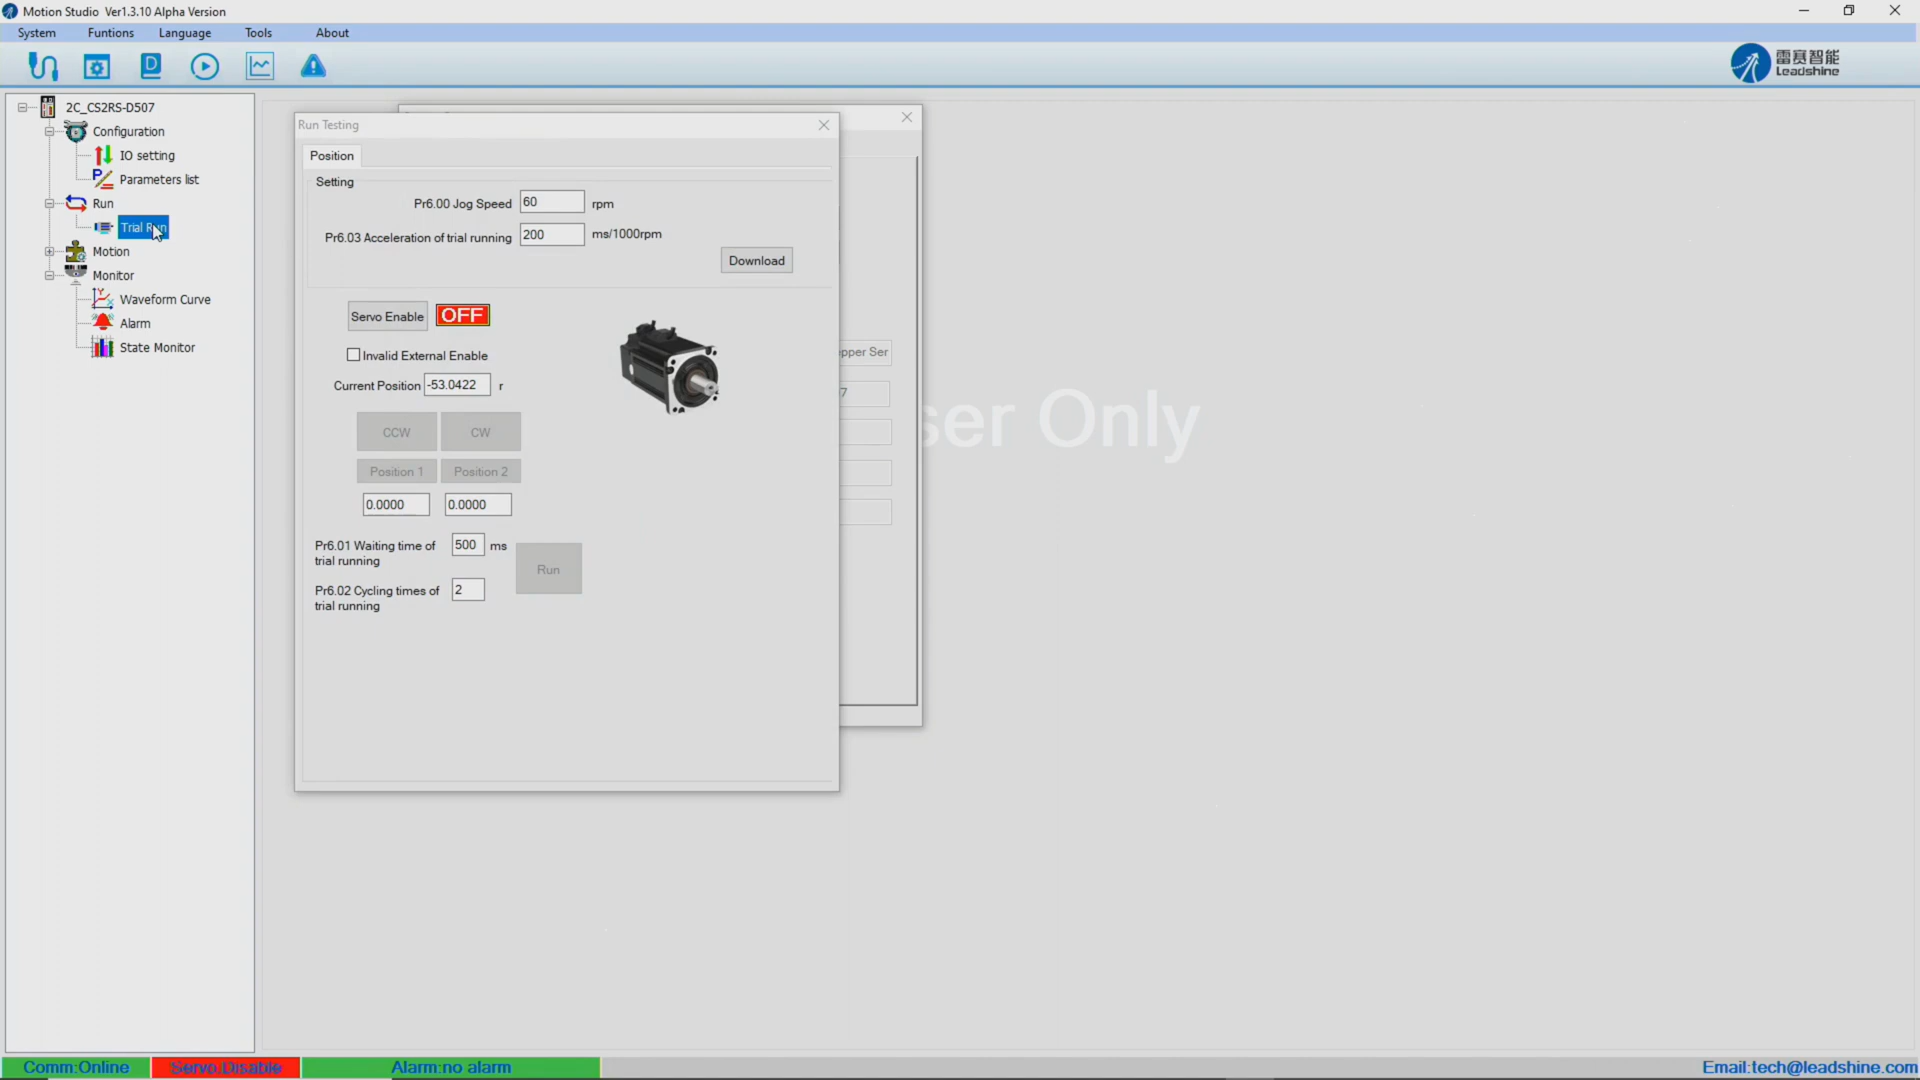 Motion Studio Ver1.3.10 Alpha Version
System Funtions Language Tools About
雷赛智能
Leadshine
2C_CS2RS-D507
Configuration
IO setting
Parameters list
Run
Trial Run
Motion
Monitor
Waveform Curve
Alarm
State Monitor
Run Testing
Position
Setting
Pr6.00 Jog Speed 60 rpm
Pr6.03 Acceleration of trial running 200 ms/1000rpm
Download
Servo Enable OFF
Invalid External Enable
Current Position -53.0422 r
CCW CW
Position 1 Position 2
0.0000 0.0000
Pr6.01 Waiting time of
trial running
500 ms
Run
Pr6.02 Cycling times of
trial running
2
pper Ser
7
ser Only
Comm:Online Servo:Disable Alarm:no alarm
Email:tech@leadshine.com